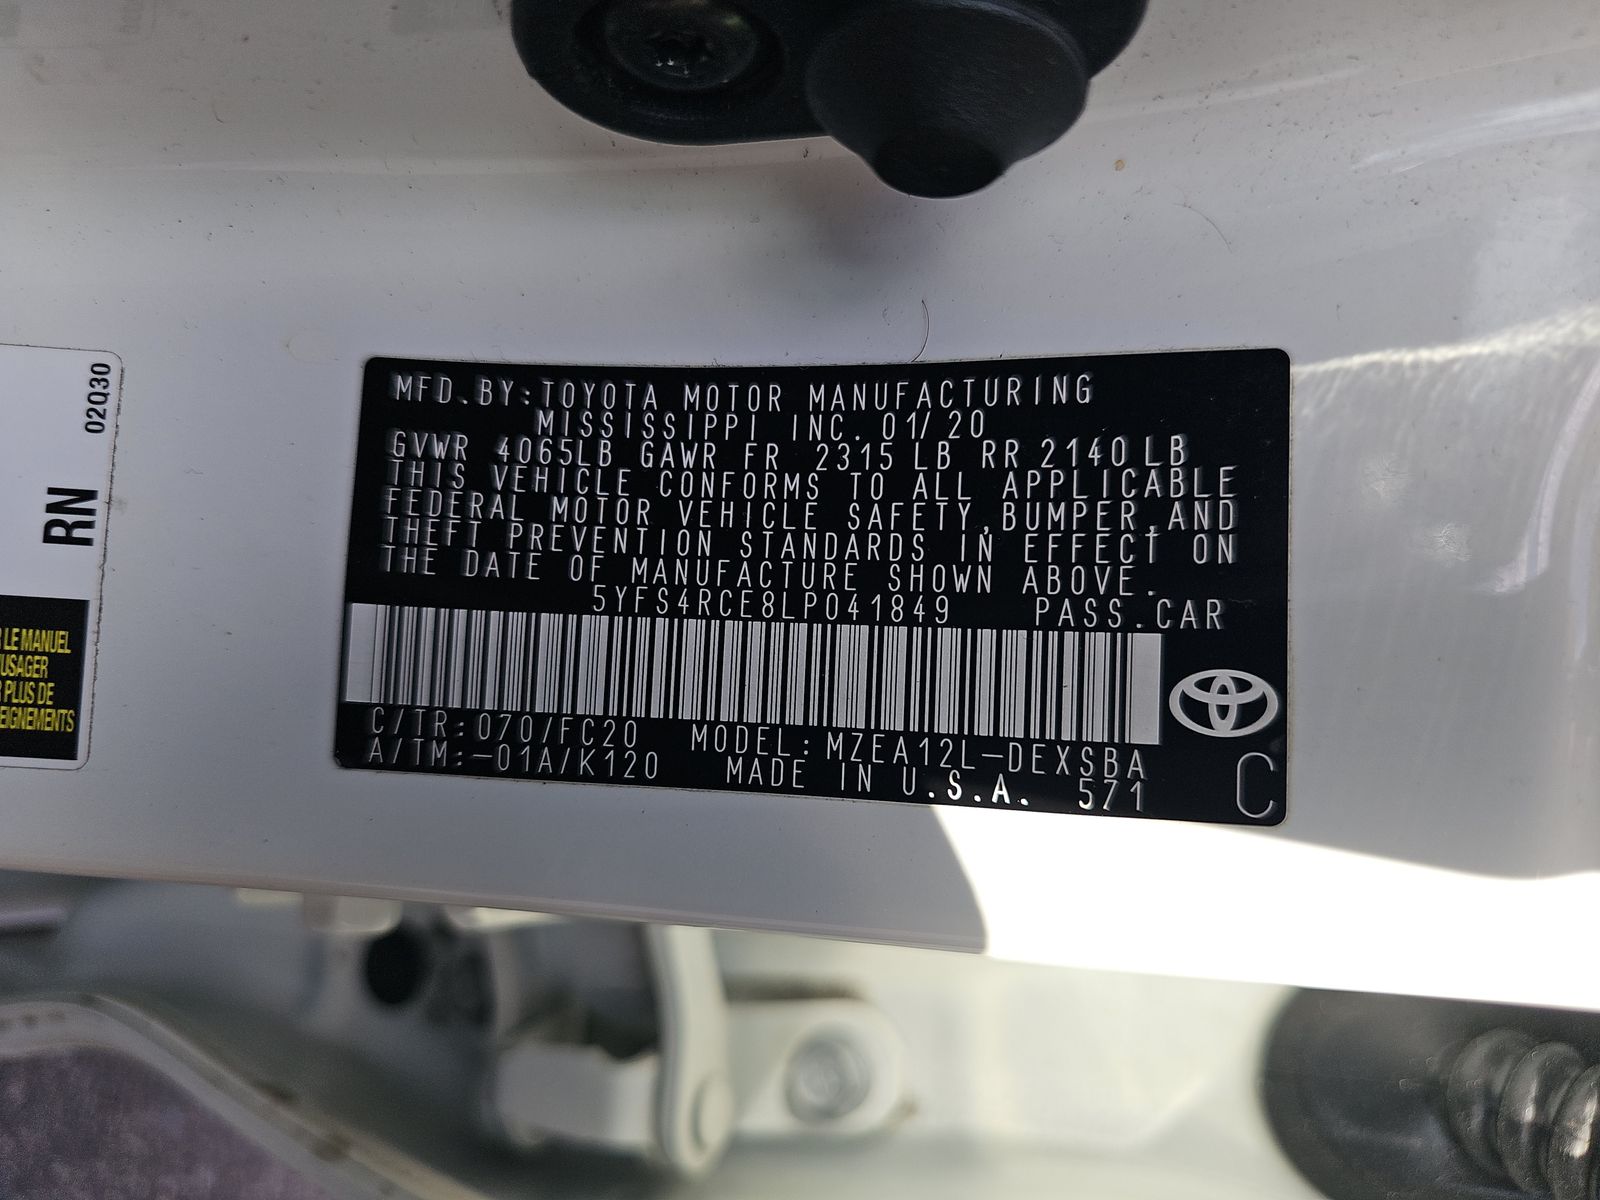 MFD.BY:TOYOTA MOTOR MANUFACTURING
MISSISSIPPI INC. 01/20
GVWR 4065LB GAWR FR 2315 LB RR 2140 LB
THIS VEHICLE CONFORMS TO ALL APPLICABLE
FEDERAL MOTOR VEHICLE SAFETY,BUMPER,AND
THEFT PREVENTION STANDARDS IN EFFECT ON
THE DATE OF MANUFACTURE SHOWN ABOVE.
5YFS4RCE8LP041849 PASS.CAR
C/TR:070/FC20 MODEL:MZEA12L-DEXSBA
A/TM:-01A/K120 MADE IN U.S.A. 571
C
02Q30
RN
LE MANUEL
USAGER
PLUS DE